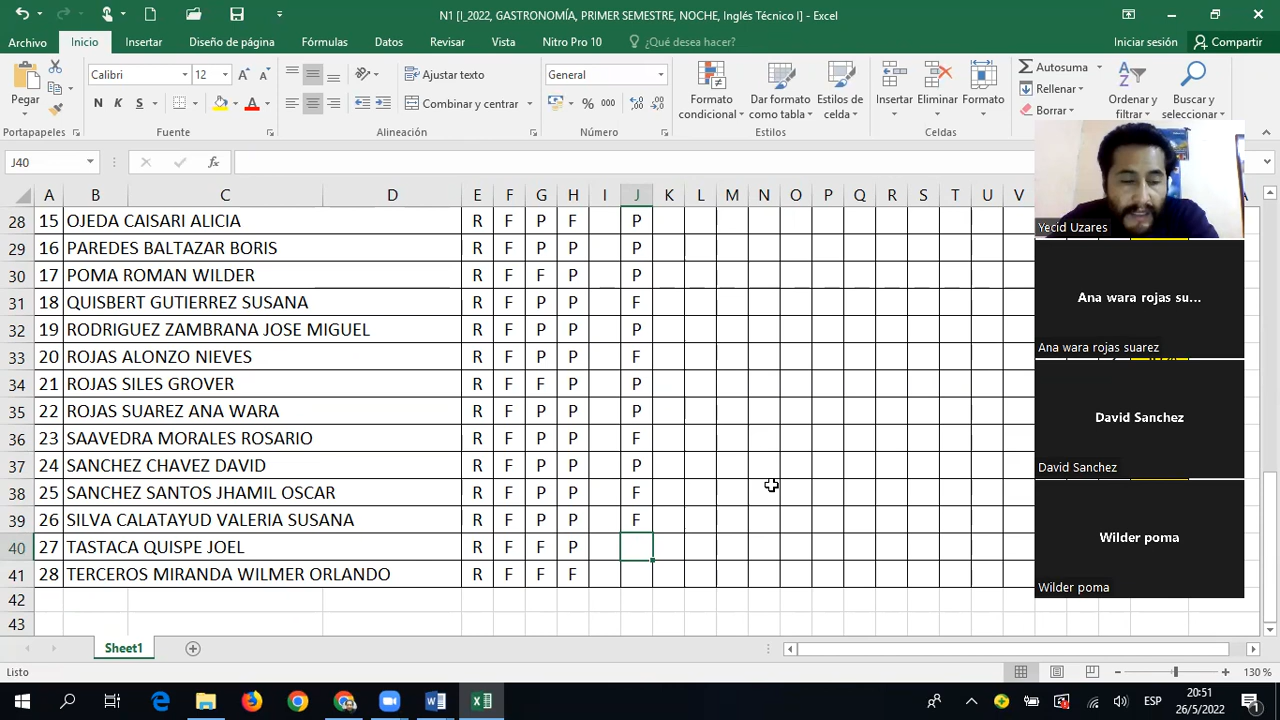 N1 [I_2022, GASTRONOMÍA, PRIMER SEMESTRE, NOCHE, Inglés Técnico I] - Excel
Archivo Inicio Insertar Diseño de página Fórmulas Datos Revisar Vista Nitro Pro 10 ¿Qué desea hacer? Iniciar sesión Compartir
Pegar
Calibri 12
N K S
Ajustar texto
Combinar y centrar
General
% 000
Formato condicional
Dar formato como tabla
Estilos de celda
Insertar Eliminar Formato
Autosuma
Rellenar
Borrar
Ordenar y filtrar
Buscar y seleccionar
Portapapeles Fuente Alineación Número Estilos Celdas
J40 fx
A B C D E F G H I J K L M N O P Q R S T U V
28 15 OJEDA CAISARI ALICIA R F P F P
29 16 PAREDES BALTAZAR BORIS R F P P P
30 17 POMA ROMAN WILDER R F F P P
31 18 QUISBERT GUTIERREZ SUSANA R F P P F
32 19 RODRIGUEZ ZAMBRANA JOSE MIGUEL R F P P P
33 20 ROJAS ALONZO NIEVES R F P P F
34 21 ROJAS SILES GROVER R F F P P
35 22 ROJAS SUAREZ ANA WARA R F P P P
36 23 SAAVEDRA MORALES ROSARIO R F P P F
37 24 SANCHEZ CHAVEZ DAVID R F P P P
38 25 SANCHEZ SANTOS JHAMIL OSCAR R F P P F
39 26 SILVA CALATAYUD VALERIA SUSANA R F P P F
40 27 TASTACA QUISPE JOEL R F F P
41 28 TERCEROS MIRANDA WILMER ORLANDO R F F F
42
43
Yecid Uzares
Ana wara rojas su...
Ana wara rojas suarez
David Sanchez
David Sanchez
Wilder poma
Wilder poma
Sheet1
Listo
130 %
ESP
20:51
26/5/2022